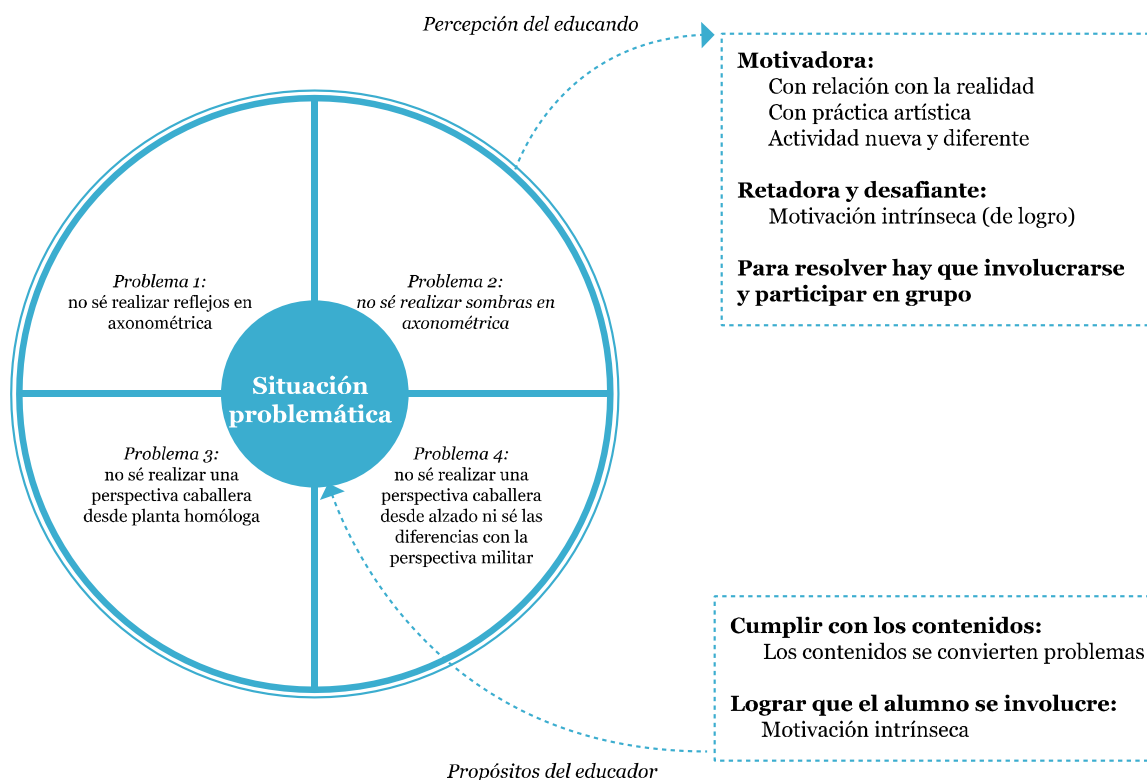 Percepción del educando
Motivadora:
Con relación con la realidad
Con práctica artística
Actividad nueva y diferente
Retadora y desafiante:
Motivación intrínseca (de logro)
Para resolver hay que involucrarse
y participar en grupo
Problema 1:
no sé realizar reflejos en
axonométrica
Problema 2:
no sé realizar sombras en
axonométrica
Situación
problemática
Problema 3:
no sé realizar una
perspectiva caballera
desde planta homóloga
Problema 4:
no sé realizar una
perspectiva caballera
desde alzado ni sé las
diferencias con la
perspectiva militar
Cumplir con los contenidos:
Los contenidos se convierten problemas
Lograr que el alumno se involucre:
Motivación intrínseca
Propósitos del educador